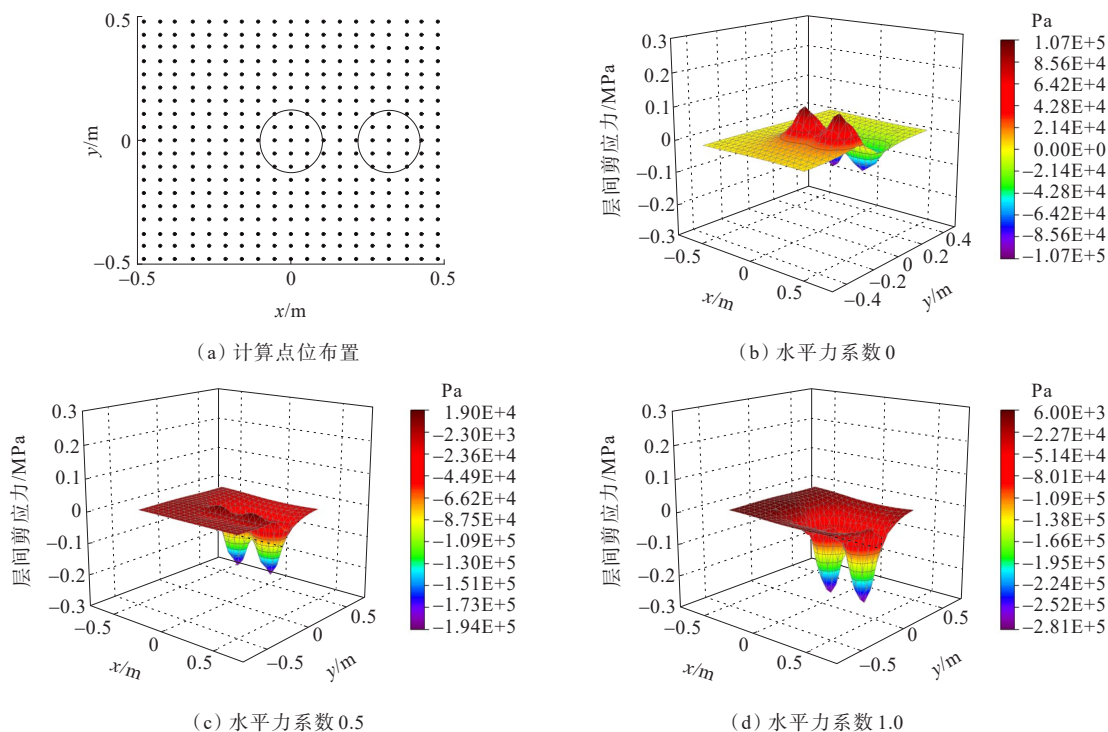 0.5
0
−0.5
y/m
−0.5
0
0.5
x/m
(a) 计算点位布置
层间剪应力/MPa
0.3
0.2
0.1
0
−0.1
−0.2
−0.3
−0.5
0
0.5
x/m
−0.4
−0.2
0
0.2
0.4
y/m
Pa
1.07E+5
8.56E+4
6.42E+4
4.28E+4
2.14E+4
0.00E+0
−2.14E+4
−4.28E+4
−6.42E+4
−8.56E+4
−1.07E+5
(b) 水平力系数0
层间剪应力/MPa
0.3
0.2
0.1
0
−0.1
−0.2
−0.3
−0.5
0
0.5
x/m
−0.5
0
0.5
y/m
Pa
1.90E+4
−2.30E+3
−2.36E+4
−4.49E+4
−6.62E+4
−8.75E+4
−1.09E+5
−1.30E+5
−1.51E+5
−1.73E+5
−1.94E+5
(c) 水平力系数0.5
层间剪应力/MPa
0.3
0.2
0.1
0
−0.1
−0.2
−0.3
−0.5
0
0.5
x/m
−0.5
0
0.5
y/m
Pa
6.00E+3
−2.27E+4
−5.14E+4
−8.01E+4
−1.09E+5
−1.38E+5
−1.66E+5
−1.95E+5
−2.24E+5
−2.52E+5
−2.81E+5
(d) 水平力系数1.0